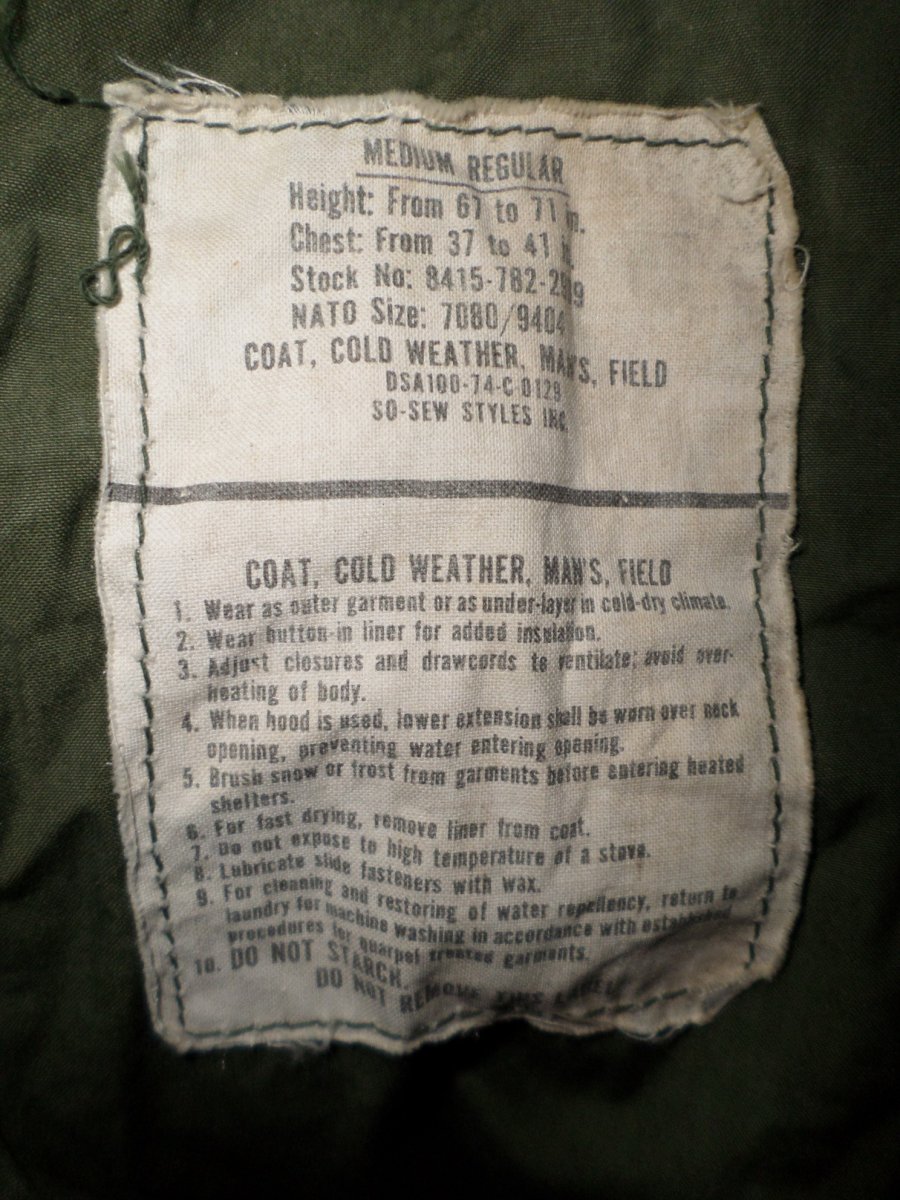 MEDIUM REGULAR
Height: From 67 to 71 in.
Chest: From 37 to 41
Stock No: 8415-782-2939
NATO Size: 7080/9404
COAT, COLD WEATHER, MAN'S, FIELD
DSA100-74-C 0129
SO-SEW STYLES INC.
COAT, COLD WEATHER, MAN'S, FIELD
1. Wear as outer garment or as under-layer in cold-dry climate.
2. Wear button-in liner for added insulation.
3. Adjust closures and drawcords to ventilate; avoid over-
heating of body.
4. When hood is used, lower extension shall be worn over neck
opening, preventing water entering opening.
5. Brush snow or frost from garments before entering heated
shelters.
6. For fast drying, remove liner from coat.
7. Do not expose to high temperature of a stove.
8. Lubricate slide fasteners with wax.
9. For cleaning and restoring of water repellency, return to
laundry for machine washing in accordance with established
procedures for quarpel treated garments.
10. DO NOT STARCH.
DO NOT REMOVE THIS LABEL